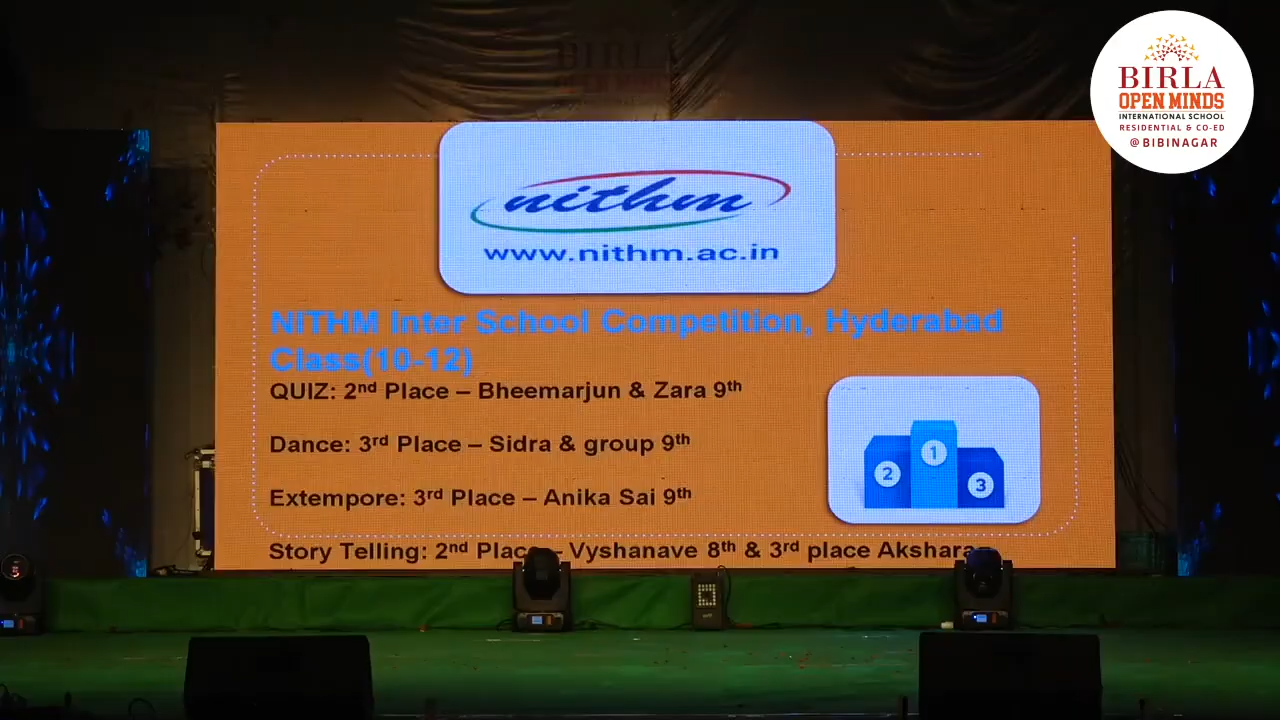 BIRLA
OPEN MINDS
INTERNATIONAL SCHOOL
RESIDENTIAL & CO-ED
@BIBINAGAR
nithm
www.nithm.ac.in
NITHM Inter School Competition, Hyderabad
Class(10-12)
QUIZ: 2nd Place – Bheemarjun & Zara 9th
Dance: 3rd Place – Sidra & group 9th
Extempore: 3rd Place – Anika Sai 9th
2 1 3
Story Telling: 2nd Place – Vyshanave 8th & 3rd place Akshara